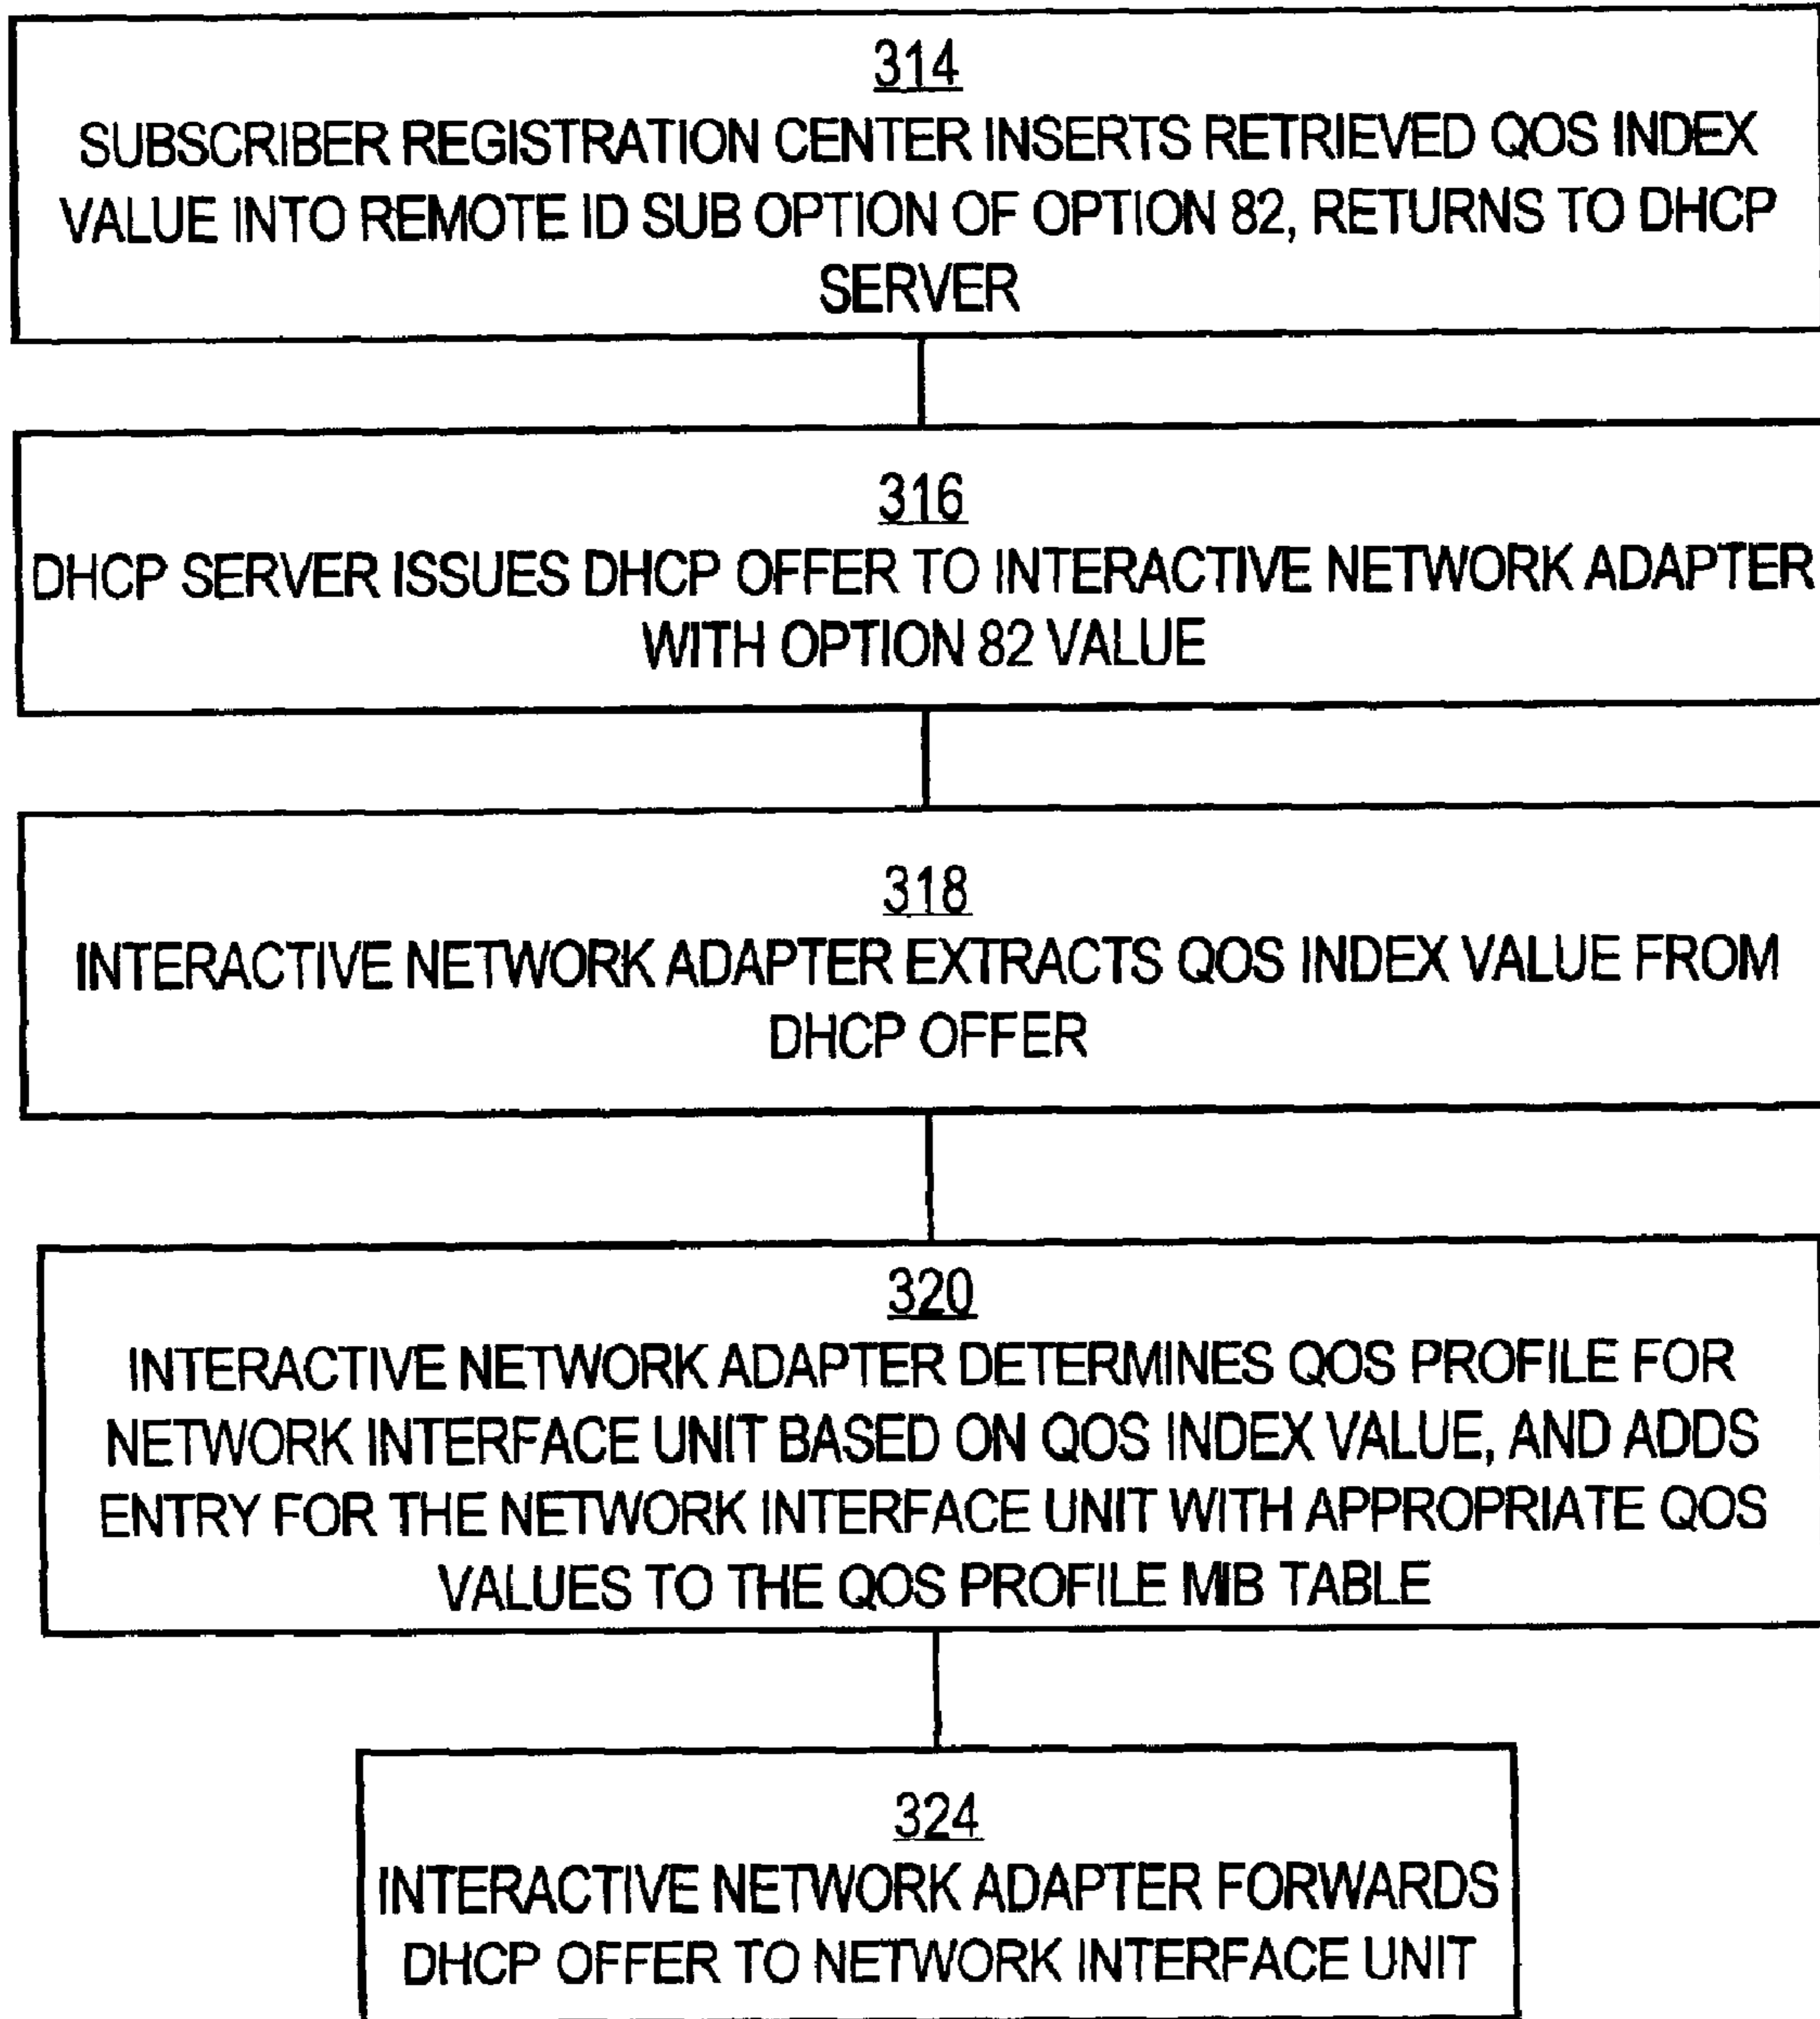 314
SUBSCRIBER REGISTRATION CENTER INSERTS RETRIEVED QOS INDEX
VALUE INTO REMOTE ID SUB OPTION OF OPTION 82, RETURNS TO DHCP
SERVER
316
DHCP SERVER ISSUES DHCP OFFER TO INTERACTIVE NETWORK ADAPTER
WITH OPTION 82 VALUE
318
INTERACTIVE NETWORK ADAPTER EXTRACTS QOS INDEX VALUE FROM
DHCP OFFER
320
INTERACTIVE NETWORK ADAPTER DETERMINES QOS PROFILE FOR
NETWORK INTERFACE UNIT BASED ON QOS INDEX VALUE, AND ADDS
ENTRY FOR THE NETWORK INTERFACE UNIT WITH APPROPRIATE QOS
VALUES TO THE QOS PROFILE MIB TABLE
324
INTERACTIVE NETWORK ADAPTER FORWARDS
DHCP OFFER TO NETWORK INTERFACE UNIT